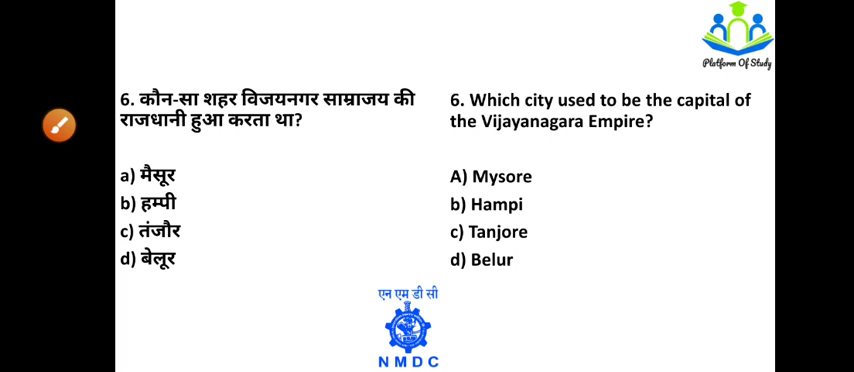 Platform Of Study
6. कौन-सा शहर विजयनगर साम्राजय की
राजधानी हुआ करता था?
a) मैसूर
b) हम्पी
c) तंजौर
d) बेलूर
6. Which city used to be the capital of
the Vijayanagara Empire?
A) Mysore
b) Hampi
c) Tanjore
d) Belur
एन एम डी सी
NMDC